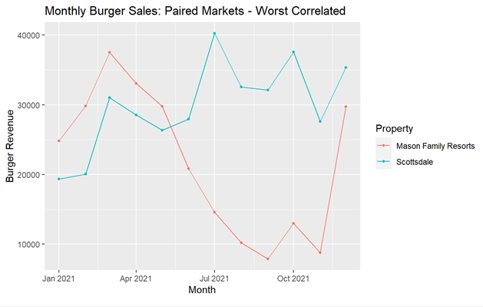 Monthly Burger Sales: Paired Markets - Worst Correlated
40000
30000
20000
10000
Burger Revenue
Jan 2021
Apr 2021
Jul 2021
Oct 2021
Month
Property
Mason Family Resorts
Scottsdale